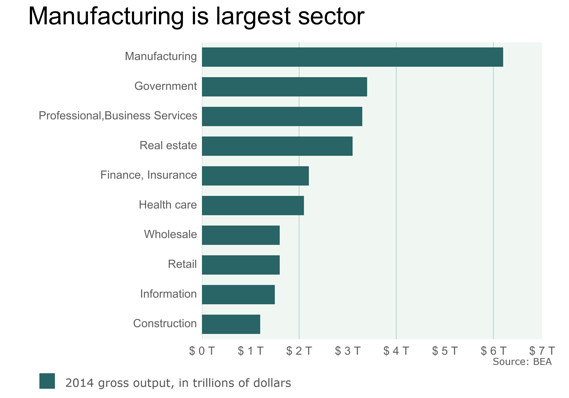 Manufacturing is largest sector
Manufacturing
Government
Professional,Business Services
Real estate
Finance, Insurance
Health care
Wholesale
Retail
Information
Construction
$ 0 T $ 1 T $ 2 T $ 3 T $ 4 T $ 5 T $ 6 T $ 7 T
Source: BEA
2014 gross output, in trillions of dollars